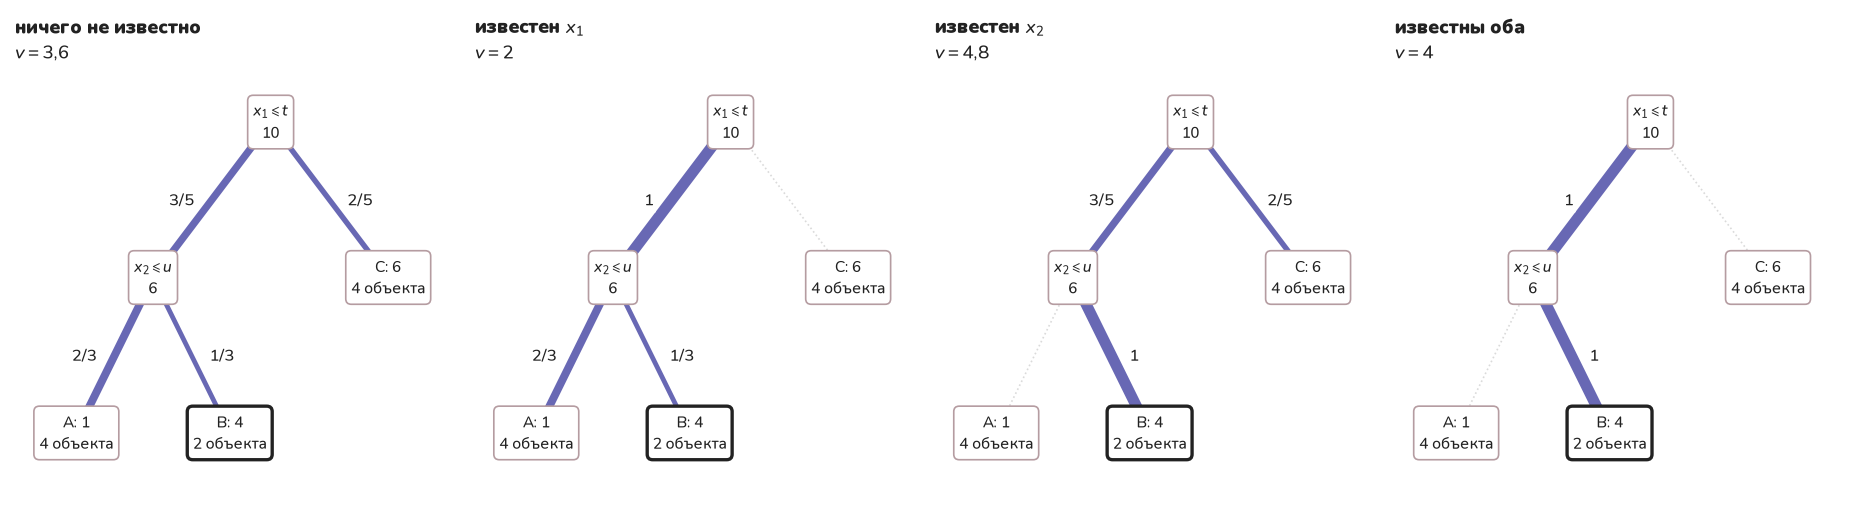 ничего не известно
v = 3,6
x₁ ⩽ t
10
3/5
2/5
x₂ ⩽ u
6
C: 6
4 объекта
2/3
1/3
A: 1
4 объекта
B: 4
2 объекта
известен x₁
v = 2
x₁ ⩽ t
10
1
x₂ ⩽ u
6
C: 6
4 объекта
2/3
1/3
A: 1
4 объекта
B: 4
2 объекта
известен x₂
v = 4,8
x₁ ⩽ t
10
3/5
2/5
x₂ ⩽ u
6
C: 6
4 объекта
1
A: 1
4 объекта
B: 4
2 объекта
известны оба
v = 4
x₁ ⩽ t
10
1
x₂ ⩽ u
6
C: 6
4 объекта
1
A: 1
4 объекта
B: 4
2 объекта